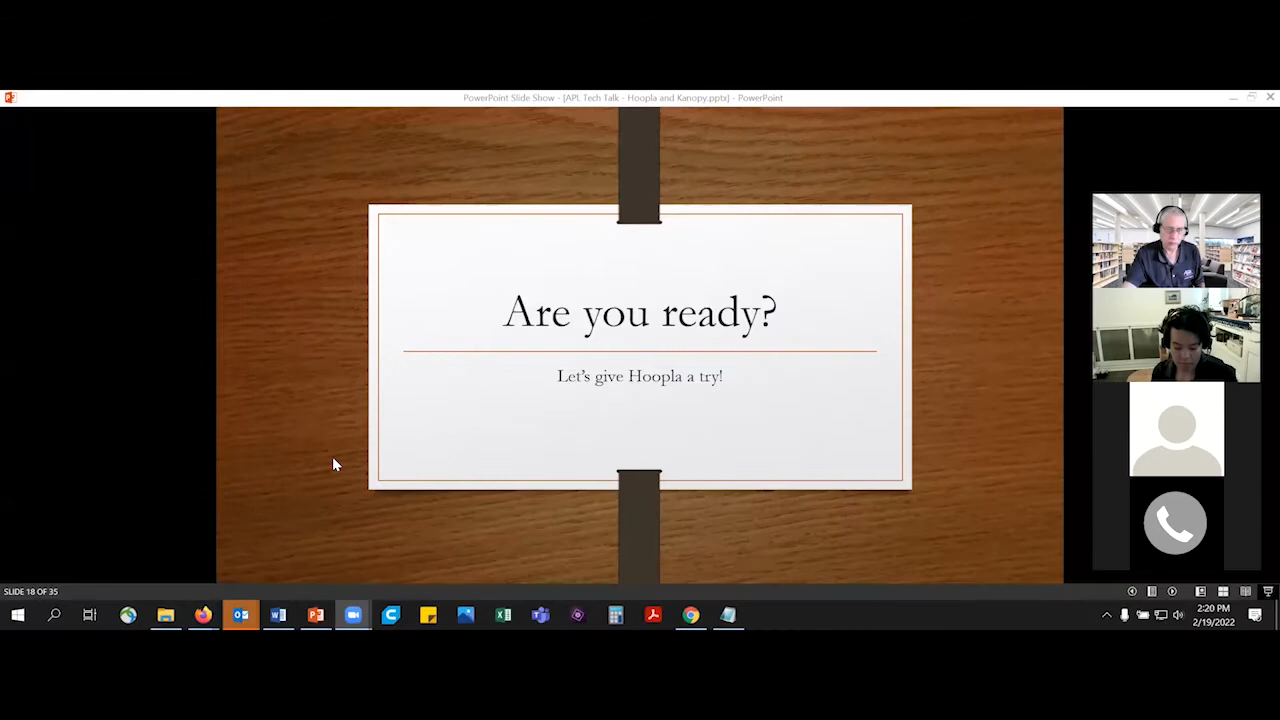 PowerPoint Slide Show - [APL Tech Talk - Hoopla and Kanopy.pptx] - PowerPoint
Are you ready?
Let's give Hoopla a try!
SLIDE 18 OF 35
2:20 PM
2/19/2022